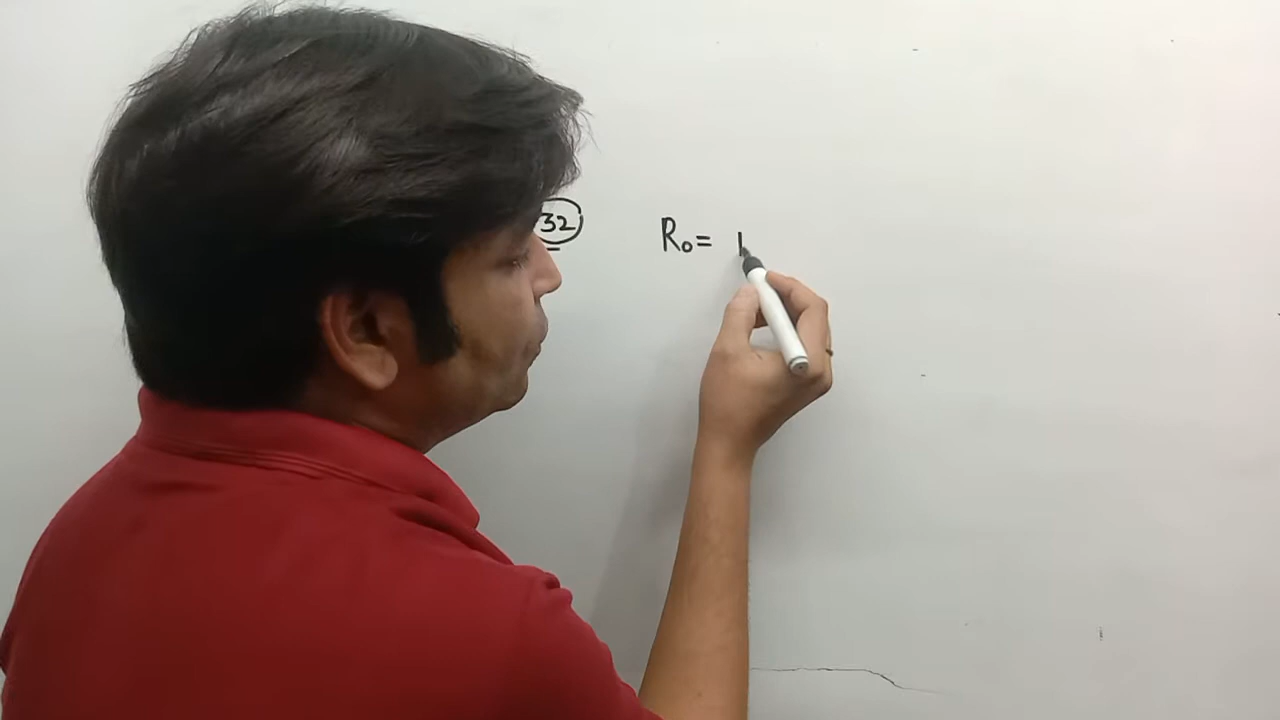 32 R₀ = 1